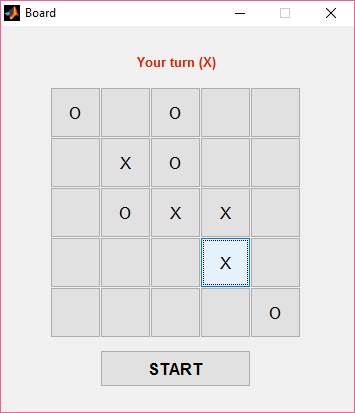 Board
Your turn (X)
O O
X O
O X X
X
O
START